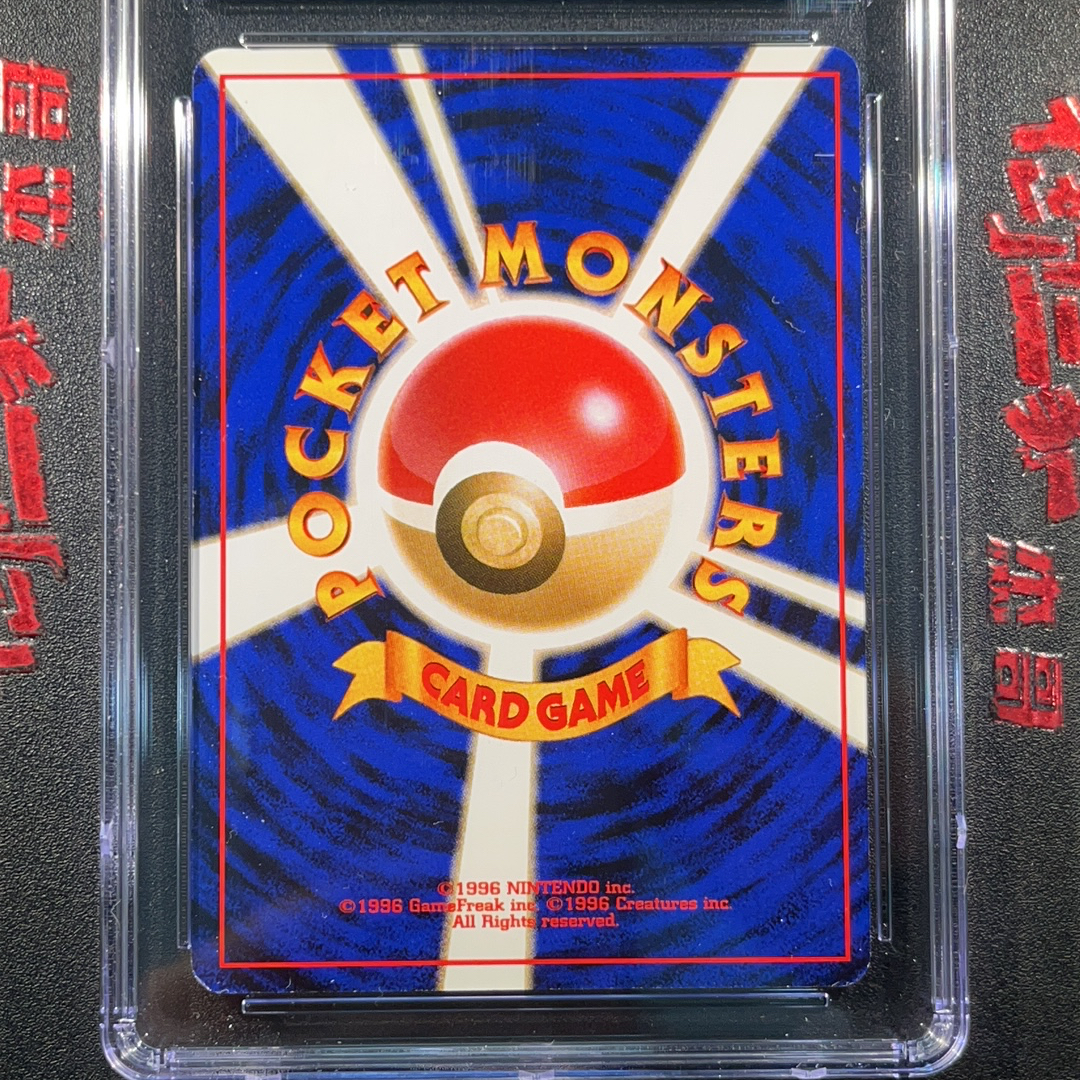 POCKET MONSTERS
CARD GAME
©1996 NINTENDO inc.
©1996 GameFreak inc. ©1996 Creatures inc.
All Rights reserved.